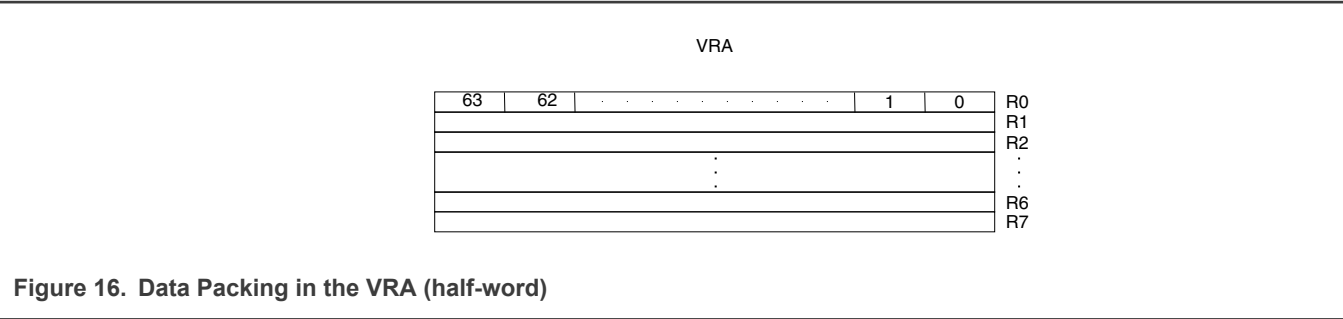 VRA
63 62 . . . . . . . . . . 1 0 R0
R1
R2
. .
. .
. .
R6
R7
Figure 16. Data Packing in the VRA (half-word)